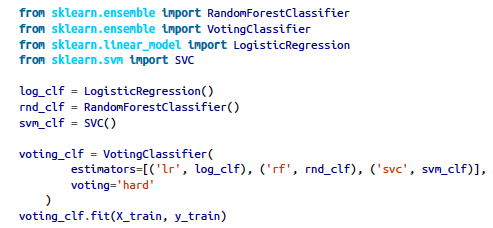 from sklearn.ensemble import RandomForestClassifier
from sklearn.ensemble import VotingClassifier
from sklearn.linear_model import LogisticRegression
from sklearn.svm import SVC

log_clf = LogisticRegression()
rnd_clf = RandomForestClassifier()
svm_clf = SVC()

voting_clf = VotingClassifier(
        estimators=[('lr', log_clf), ('rf', rnd_clf), ('svc', svm_clf)],
        voting='hard'
    )
voting_clf.fit(X_train, y_train)